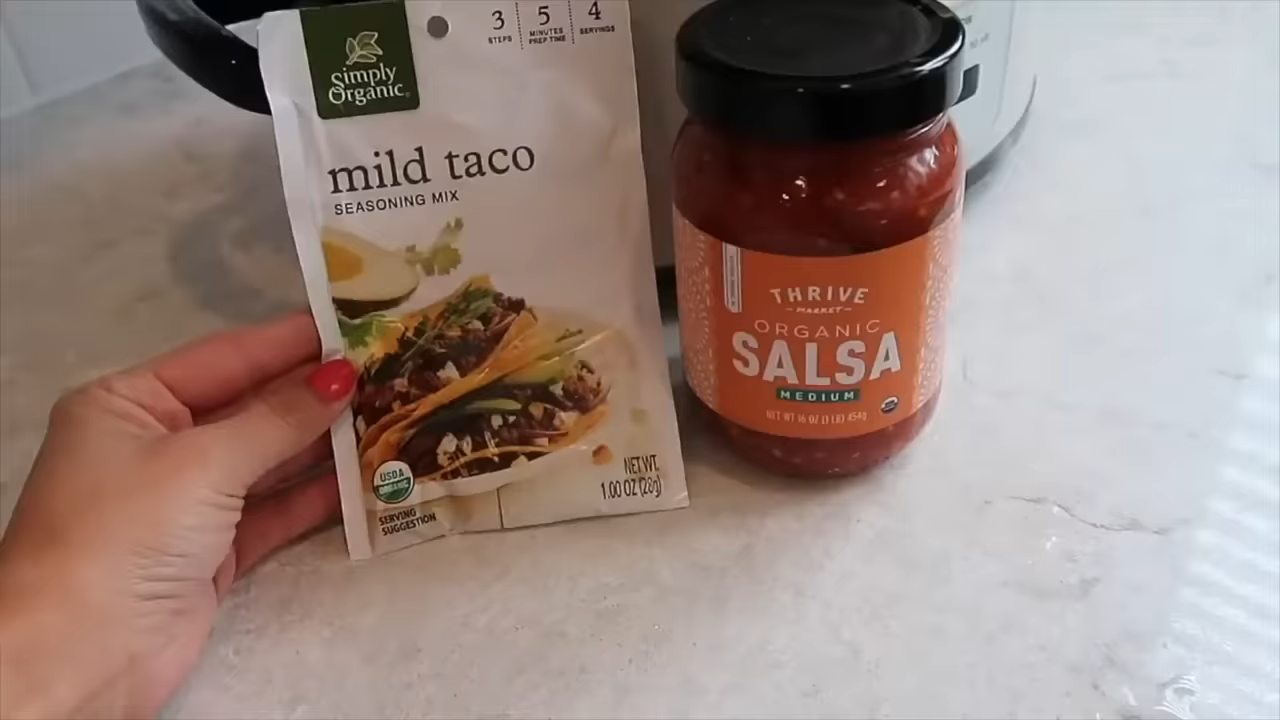 3 5 4
STEPS MINUTES PREP TIME SERVINGS
Simply
Organic
mild taco
SEASONING MIX
USDA
ORGANIC
SERVING
SUGGESTION
NET WT.
1.00 OZ (28g)
THRIVE
MARKET
ORGANIC
SALSA
MEDIUM
NET WT 16 OZ (1 LB) 454g